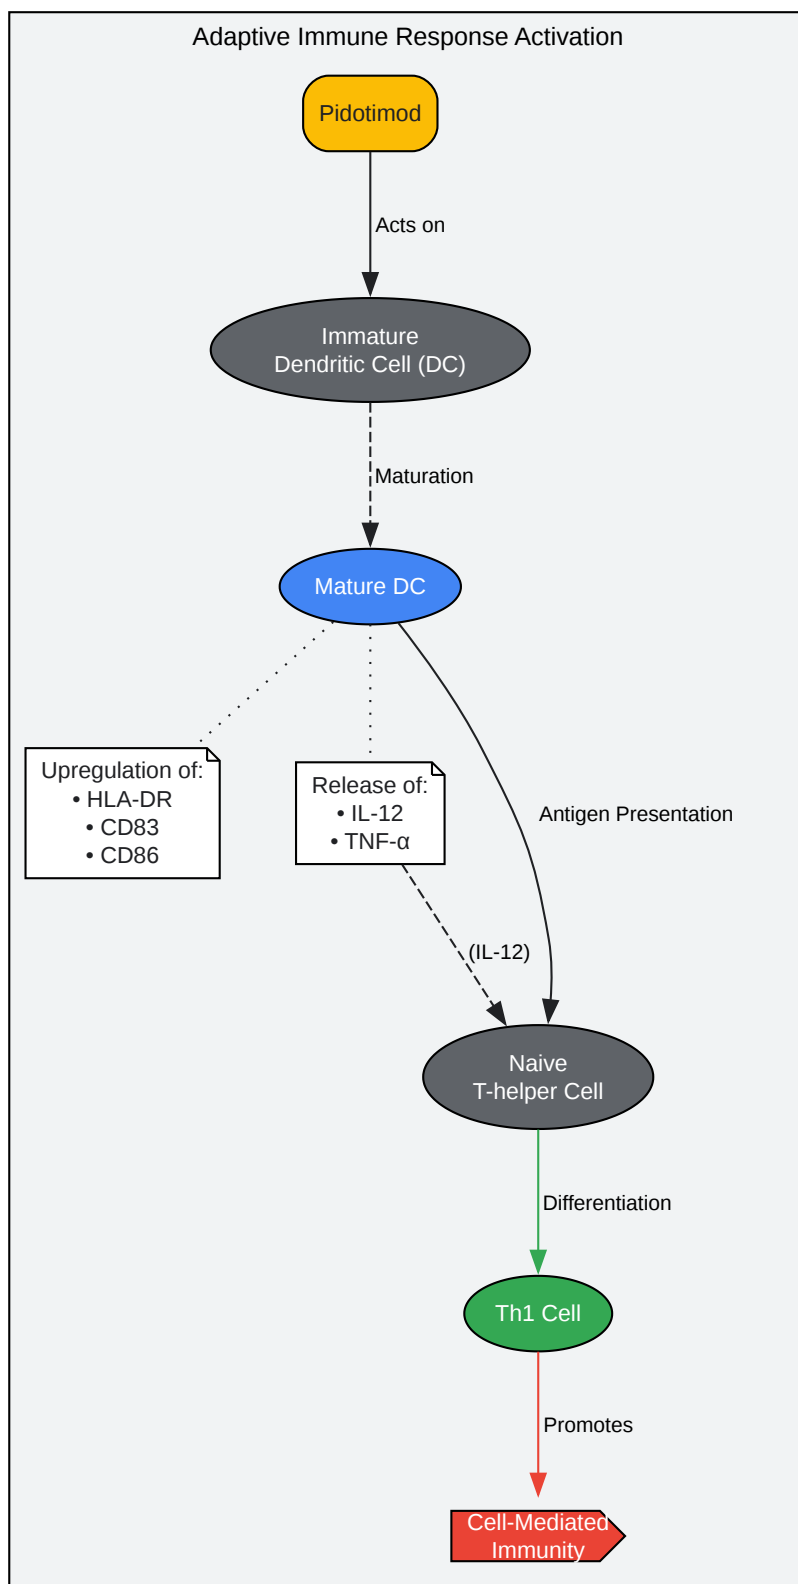 Adaptive Immune Response Activation
Pidotimod
Acts on
Immature
Dendritic Cell (DC)
Maturation
Mature DC
Upregulation of:
• HLA-DR
• CD83
• CD86
Release of:
• IL-12
• TNF-α
Antigen Presentation
(IL-12)
Naive
T-helper Cell
Differentiation
Th1 Cell
Promotes
Cell-Mediated
Immunity